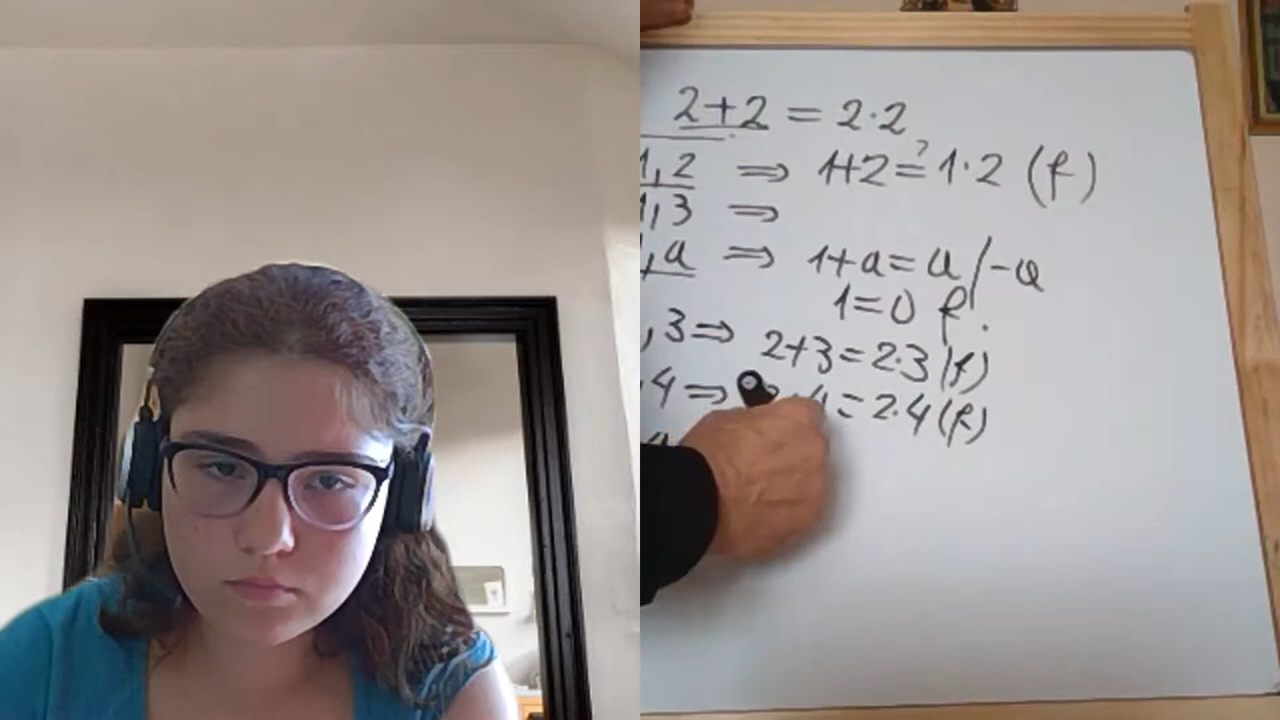 2+2 = 2·2
1,2 ⇒ 1+2 ?= 1·2 (f)
1,3 ⇒
,a ⇒ 1+a = a /-a
1=0 f.
,3 ⇒ 2+3 = 2·3 (f)
,4 ⇒ = 2·4 (f)